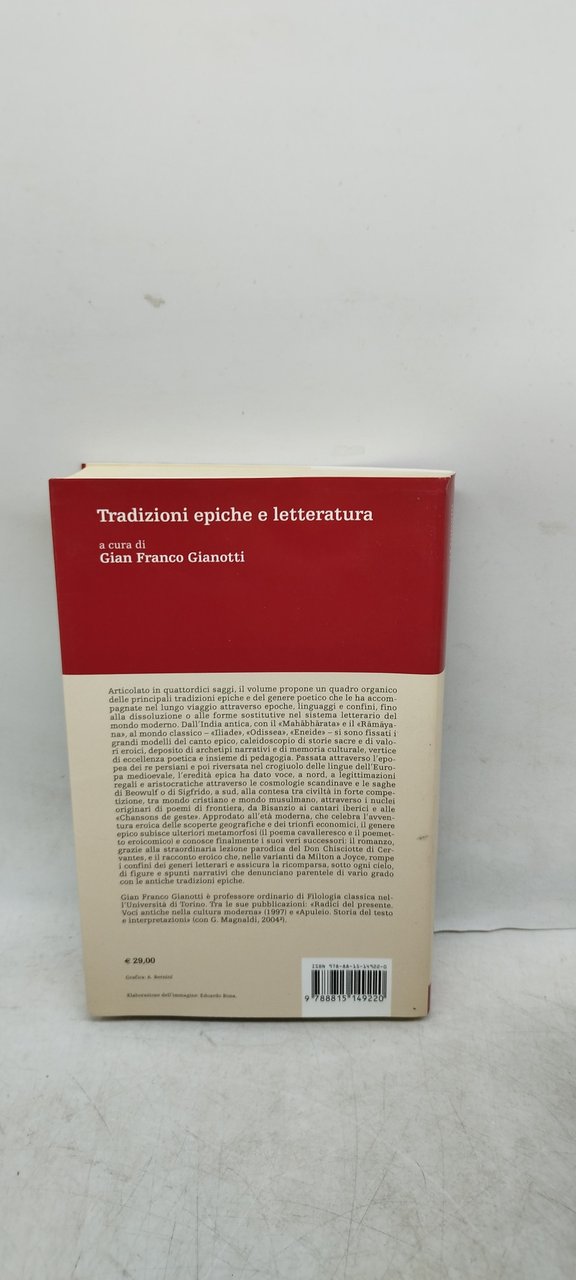 Tradizioni epiche e letteratura
a cura di
Gian Franco Gianotti
Articolato in quattordici saggi, il volume propone un quadro organico
delle principali tradizioni epiche e del genere poetico che le ha accom-
pagnate nel lungo viaggio attraverso epoche, linguaggi e confini, fino
alla dissoluzione o alle forme sostitutive nel sistema letterario del
mondo moderno. Dall'India antica, con il «Mahābhārata» e il «Rāmāya-
na», al mondo classico – «Iliade», «Odissea», «Eneide» – si sono fissati i
grandi modelli del canto epico, caleidoscopio di storie sacre e di valo-
ri eroici, deposito di archetipi narrativi e di memoria culturale, vertice
di eccellenza poetica e insieme di pedagogia. Passata attraverso l'epo-
pea dei re persiani e poi riversata nel crogiuolo delle lingue dell'Euro-
pa medioevale, l'eredità epica ha dato voce, a nord, a legittimazioni
regali e aristocratiche attraverso le cosmologie scandinave e le saghe
di Beowulf o di Sigfrido, a sud, alla contesa tra civiltà in forte compe-
tizione, tra mondo cristiano e mondo musulmano, attraverso i nuclei
originari di poemi di frontiera, da Bisanzio ai cantari iberici e alle
«Chansons de geste». Approdato all'età moderna, che celebra l'avven-
tura eroica delle scoperte geografiche e dei trionfi economici, il genere
epico subisce ulteriori metamorfosi (il poema cavalleresco e il poemet-
to eroicomico) e conosce finalmente i suoi veri successori: il romanzo,
grazie alla straordinaria lezione parodica del Don Chisciotte di Cer-
vantes, e il racconto eroico che, nelle varianti da Milton a Joyce, rompe
i confini dei generi letterari e assicura la ricomparsa, sotto ogni cielo,
di figure e spunti narrativi che denunciano parentele di vario grado
con le antiche tradizioni epiche.
Gian Franco Gianotti è professore ordinario di Filologia classica nel-
l'Università di Torino. Tra le sue pubblicazioni: «Radici del presente.
Voci antiche nella cultura moderna» (1997) e «Apuleio. Storia del testo
e interpretazioni» (con G. Magnaldi, 2004²).
€ 29,00
ISBN 978-88-15-14922-0
Grafica: A. Bernini
9 788815 149220
Elaborazione dell'immagine: Edoardo Bona.